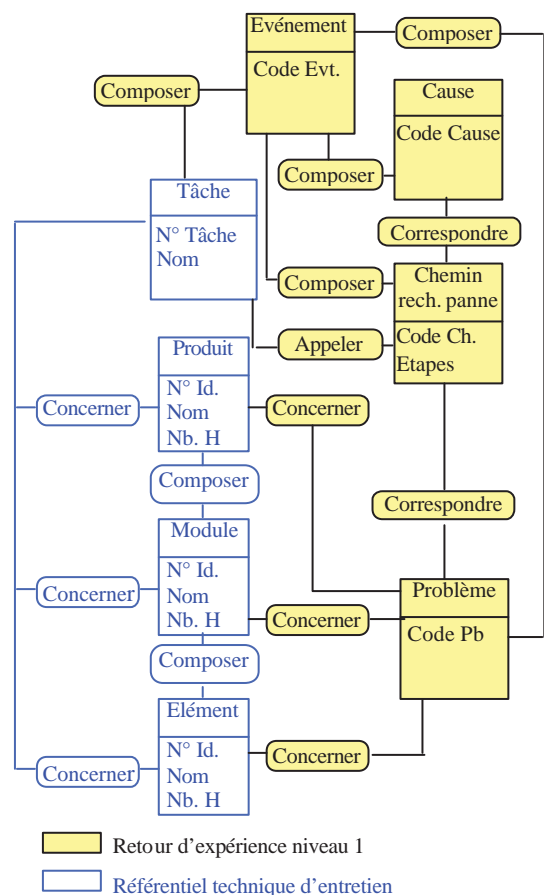 Evénement
Composer
Code Evt.
Composer
Cause
Code Cause
Composer
Tâche
N° Tâche
Nom
Correspondre
Composer
Chemin
rech. panne
Produit
Appeler
Code Ch.
Etapes
Concerner
N° Id.
Nom
Nb. H
Concerner
Composer
Correspondre
Module
Concerner
N° Id.
Nom
Nb. H
Concerner
Problème
Code Pb
Composer
Elément
Concerner
N° Id.
Nom
Nb. H
Concerner
Retour d'expérience niveau 1
Référentiel technique d'entretien